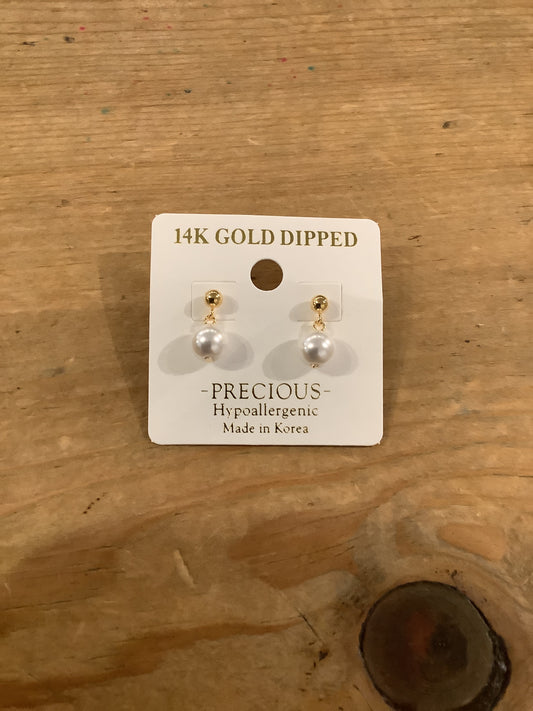 14K GOLD DIPPED
-PRECIOUS-
Hypoallergenic
Made in Korea